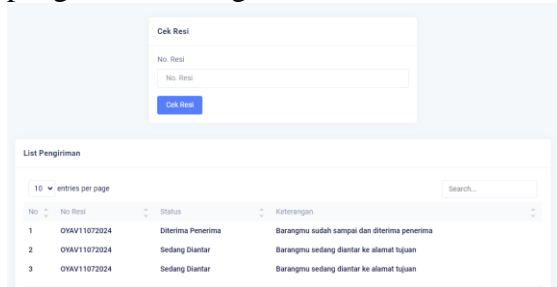 Cek Resi
No. Resi
No. Resi
Cek Resi
List Pengiriman
10 entries per page Search...
No No Resi Status Keterangan
1 OYAV11072024 Diterima Penerima Barangmu sudah sampai dan diterima penerima
2 OYAV11072024 Sedang Diantar Barangmu sedang diantar ke alamat tujuan
3 OYAV11072024 Sedang Diantar Barangmu sedang diantar ke alamat tujuan